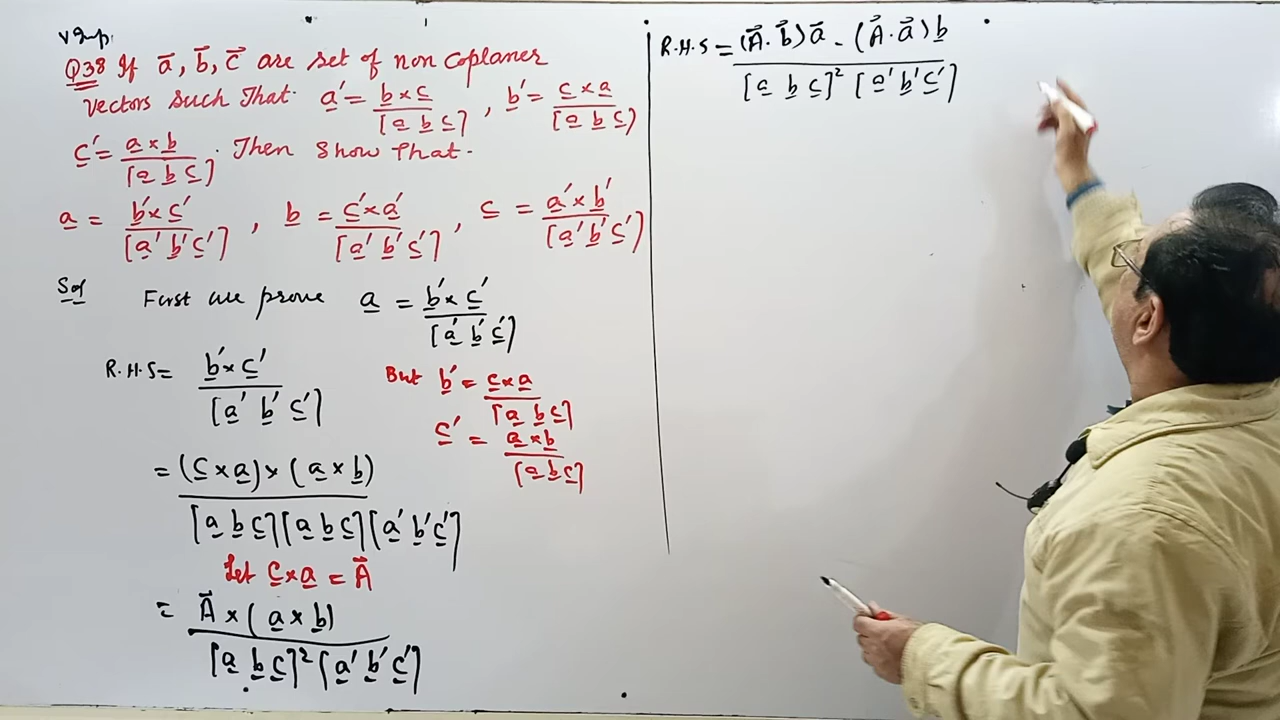 v Imp.
Q38 If a⃗, b⃗, c⃗ are set of non coplaner
vectors such That a' = b×c/[a b c] , b' = c×a/[a b c]
c' = a×b/[a b c] . Then Show That
a = b'×c'/[a' b' c'] , b = c'×a'/[a' b' c'] , c = a'×b'/[a' b' c']
Sol First we prove a = b'×c'/[a' b' c']
R.H.S = b'×c'/[a' b' c']
But b' = c×a/[a b c]
c' = a×b/[a b c]
= (c×a)×(a×b)/[a b c][a b c][a' b' c']
Let c×a = A⃗
= A⃗×(a×b)/[a b c]²[a' b' c']
R.H.S = (A⃗.b⃗)a⃗ - (A⃗.a⃗)b/[a b c]²[a' b' c']